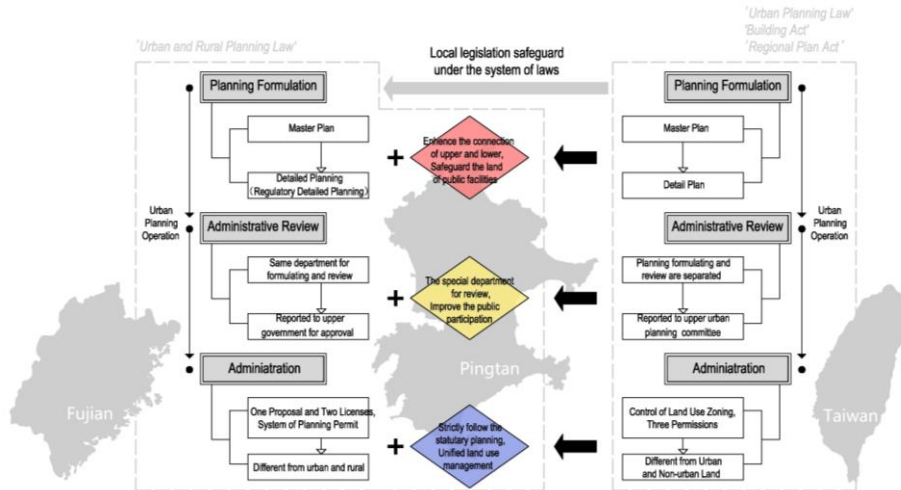 'Urban Planning Law'
'Building Act'
'Regional Plan Act'
'Urban and Rural Planning Law'
Local legislation safeguard
under the system of laws
Planning Formulation
Master Plan
Detailed Planning
(Regulatory Detailed Planning)
Urban
Planning
Operation
Administrative Review
Same department for
formulating and review
Reported to upper
government for approval
Adminiatration
One Proposal and Two Licenses,
System of Planning Permit
Different from urban and rural
Fujian
+
Enhence the connection
of upper and lower,
Safeguard the land
of public facilities
+
The special department
for review,
Improve the public
participation
Pingtan
+
Strictly follow the
statutory planning,
Unified land use
management
Planning Formulation
Master Plan
Detail Plan
Urban
Planning
Operation
Administrative Review
Planning formulating and
review are separated
Reported to upper urban
planning committee
Adminiatration
Control of Land Use Zoning,
Three Permissions
Different from Urban
and Non-urban Land
Taiwan